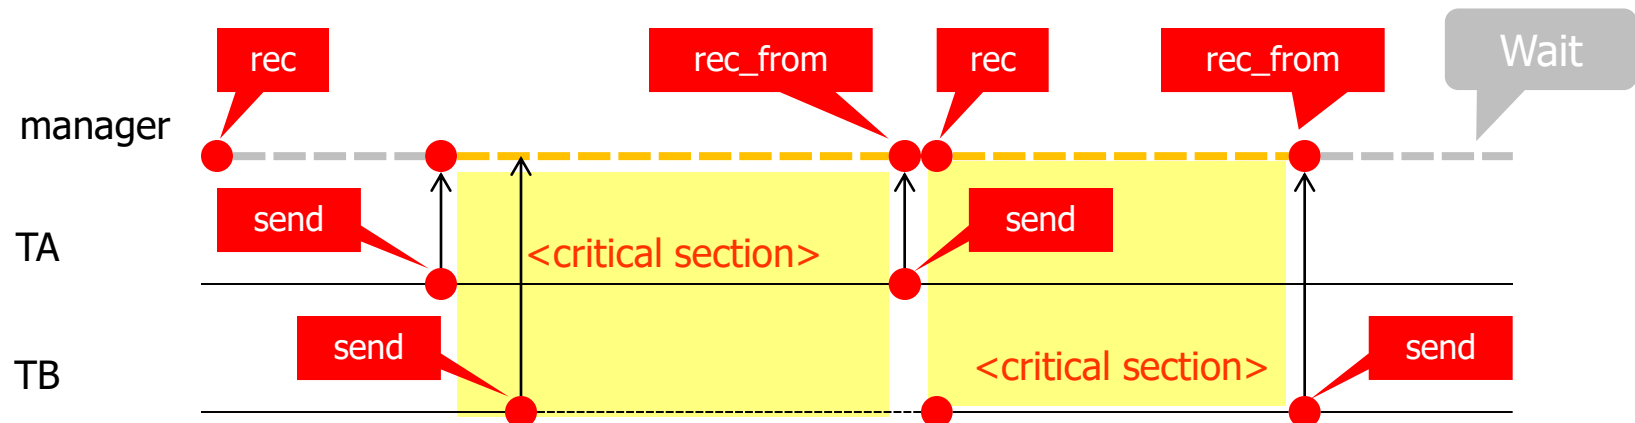 rec
rec_from
rec
rec_from
Wait
manager
send
send
TA
<critical section>
send
send
<critical section>
TB